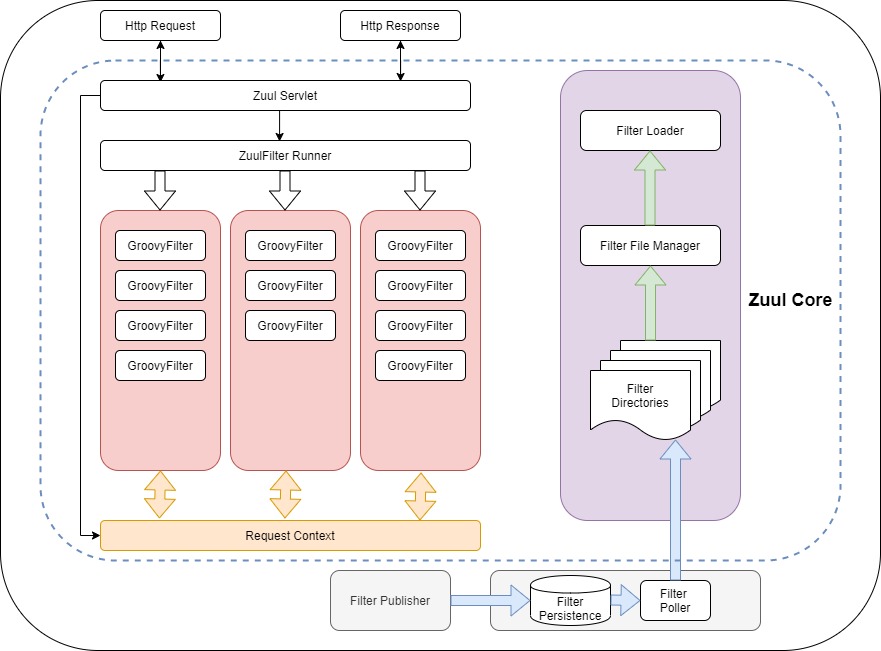 Http Request
Http Response
Zuul Servlet
ZuulFilter Runner
GroovyFilter
GroovyFilter
GroovyFilter
GroovyFilter
GroovyFilter
GroovyFilter
GroovyFilter
GroovyFilter
GroovyFilter
GroovyFilter
GroovyFilter
Request Context
Filter Loader
Filter File Manager
Filter
Directories
Zuul Core
Filter Publisher
Filter
Persistence
Filter
Poller